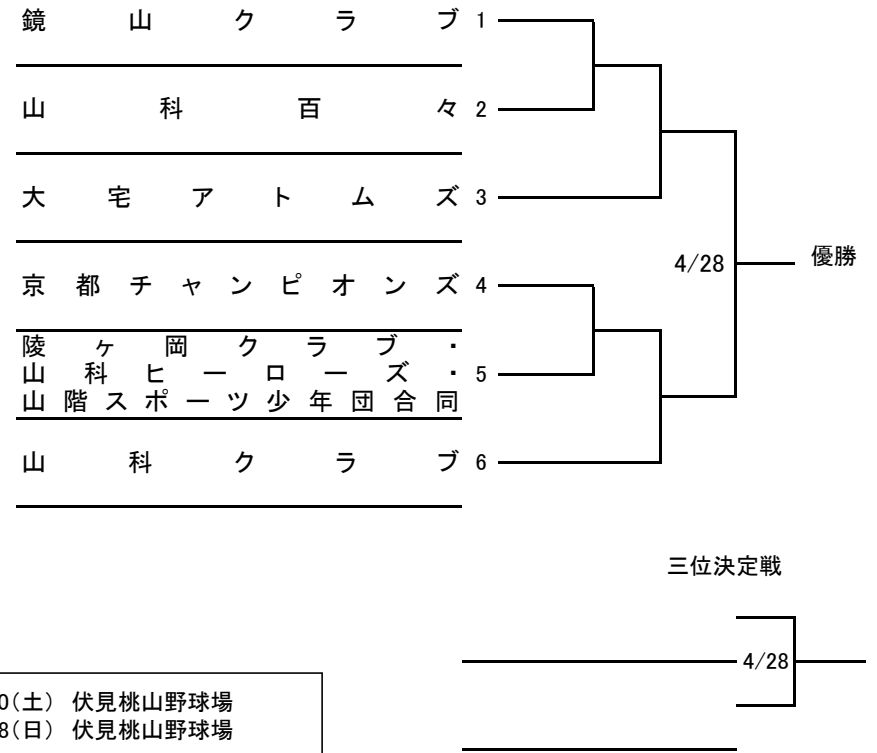 鏡山クラブ 1
山科百々 2
大宅アトムズ 3
京都チャンピオンズ 4
4/28
優勝
陵ヶ岡クラブ・
山科ヒーローズ・ 5
山階スポーツ少年団合同
山科クラブ 6
三位決定戦
4/28
0(土) 伏見桃山野球場
8(日) 伏見桃山野球場